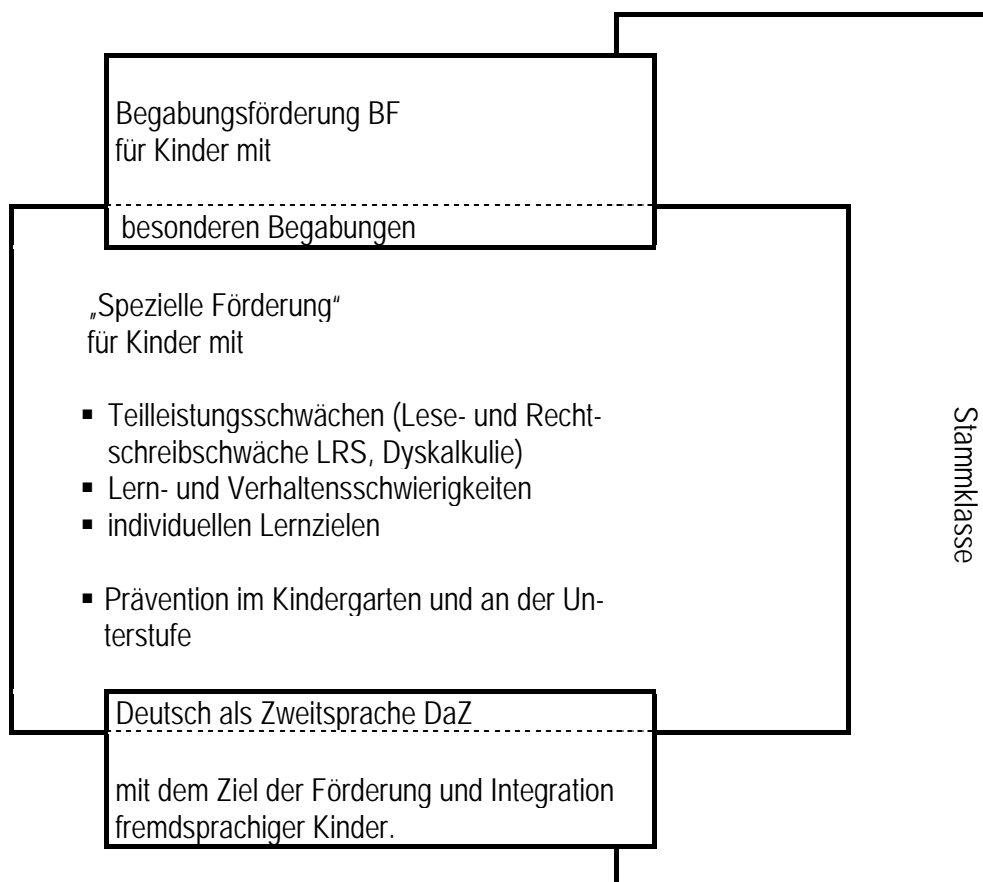 Begabungsförderung BF
für Kinder mit
besonderen Begabungen
„Spezielle Förderung“
für Kinder mit
▪ Teilleistungsschwächen (Lese- und Recht-
schreibschwäche LRS, Dyskalkulie)
▪ Lern- und Verhaltensschwierigkeiten
▪ individuellen Lernzielen
▪ Prävention im Kindergarten und an der Un-
terstufe
Deutsch als Zweitsprache DaZ
mit dem Ziel der Förderung und Integration
fremdsprachiger Kinder.
Stammklasse